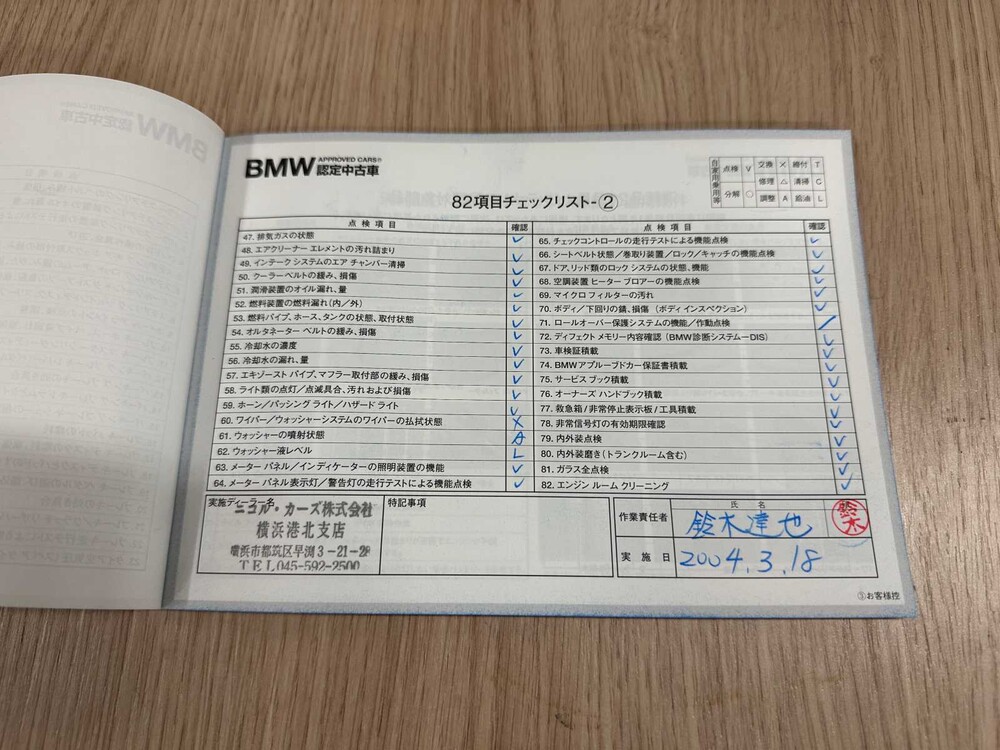 BMW APPROVED CARS®
認定中古車
自家用乗用等 点検 V 交換 X 締付 T
修理 △ 清掃 C
分解 ○ 調整 A 給油 L
82項目チェックリスト-②
点検項目 確認
47. 排気ガスの状態 ✓
48. エアクリーナー エレメントの汚れ詰まり ✓
49. インテーク システムのエア チャンバー清掃 ✓
50. クーラーベルトの緩み、損傷 ✓
51. 潤滑装置のオイル漏れ、量 ✓
52. 燃料装置の燃料漏れ(内/外) ✓
53. 燃料パイプ、ホース、タンクの状態、取付状態 ✓
54. オルタネーター ベルトの緩み、損傷 ✓
55. 冷却水の濃度 ✓
56. 冷却水の漏れ、量 ✓
57. エキゾースト パイプ、マフラー取付部の緩み、損傷 ✓
58. ライト類の点灯/点滅具合、汚れおよび損傷 ✓
59. ホーン/パッシング ライト/ハザード ライト ✓
60. ワイパー/ウォッシャーシステムのワイパーの払拭状態 X
61. ウォッシャーの噴射状態 A
62. ウォッシャー液レベル L
63. メーター パネル/インディケーターの照明装置の機能 ✓
64. メーター パネル表示灯/警告灯の走行テストによる機能点検 ✓
点検項目 確認
65. チェックコントロールの走行テストによる機能点検 ✓
66. シートベルト状態/巻取り装置/ロック/キャッチの機能点検 ✓
67. ドア、リッド類のロック システムの状態、機能 ✓
68. 空調装置 ヒーター ブロアーの機能点検 ✓
69. マイクロ フィルターの汚れ ✓
70. ボディ/下回りの錆、損傷 (ボディ インスペクション) ✓
71. ロールオーバー保護システムの機能/作動点検 /
72. ディフェクト メモリー内容確認 (BMW診断システムーDIS) ✓
73. 車検証積載 ✓
74. BMWアプルーブドカー保証書積載 ✓
75. サービス ブック積載 ✓
76. オーナーズ ハンドブック積載 ✓
77. 救急箱/非常停止表示板/工具積載 ✓
78. 非常信号灯の有効期限確認 ✓
79. 内外装点検 ✓
80. 内外装磨き (トランクルーム含む) ✓
81. ガラス全点検 ✓
82. エンジン ルーム クリーニング ✓
実施ディーラー名
ニコル・カーズ株式会社
横浜港北支店
横浜市都筑区早渕3-21-28
TEL045-592-2500
特記事項
氏名
作業責任者 鈴木達也 鈴木
実施日 2004.3.18
③お客様控